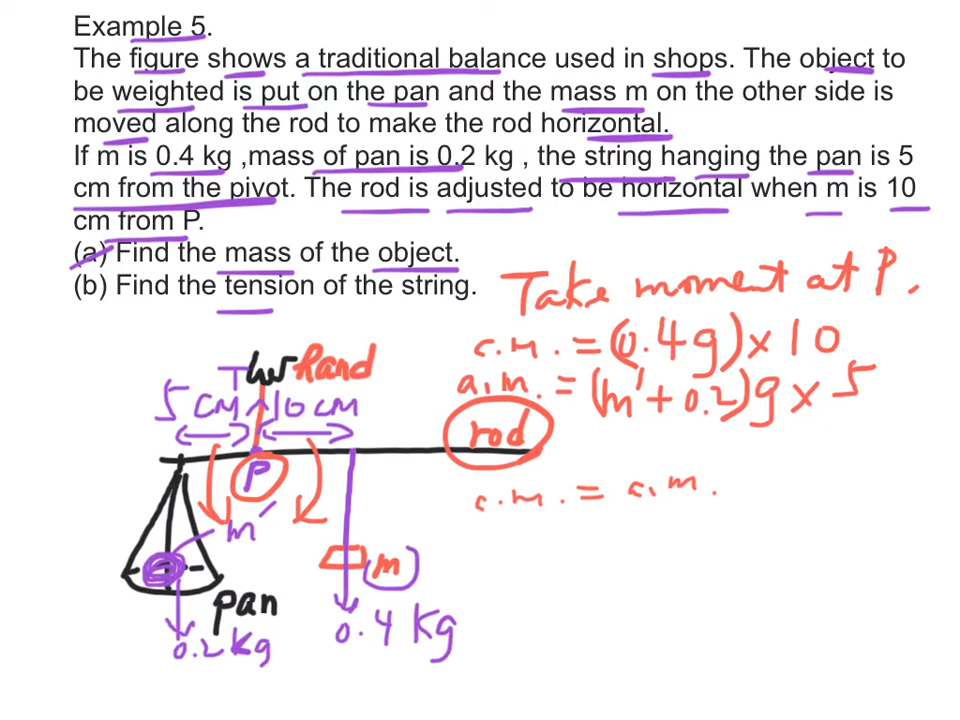 Example 5.
The figure shows a traditional balance used in shops. The object to
be weighted is put on the pan and the mass m on the other side is
moved along the rod to make the rod horizontal.
If m is 0.4 kg ,mass of pan is 0.2 kg , the string hanging the pan is 5
cm from the pivot. The rod is adjusted to be horizontal when m is 10
cm from P.
(a) Find the mass of the object.
(b) Find the tension of the string.
Take moment at P.
c.m. = (0.4g) x 10
a.m. = (m' + 0.2)g x 5
T Hand
5 cm 10 cm
rod
P
c.m. = a.m.
m'
m
pan
0.2kg
0.4 kg